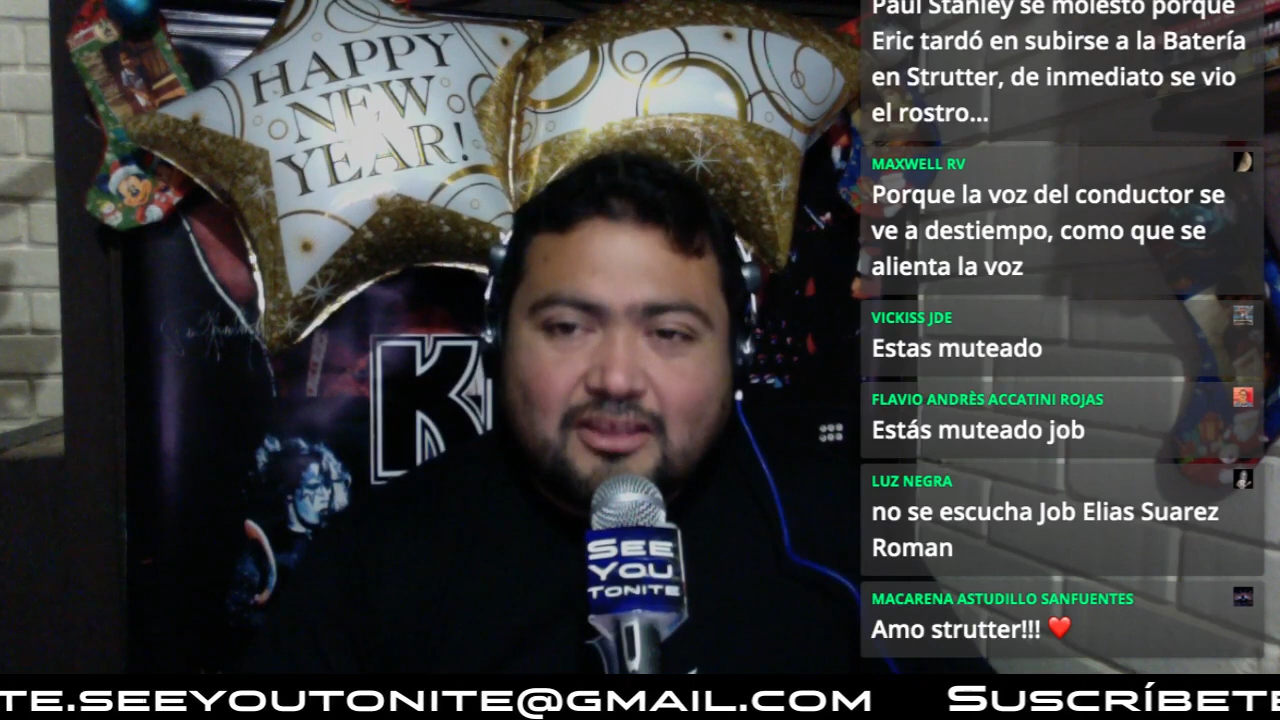 HAPPY
NEW
YEAR!
K
SEE
YOU
TONITE
Paul Stanley se molestó porque
Eric tardó en subirse a la Batería
en Strutter, de inmediato se vio
el rostro...
MAXWELL RV
Porque la voz del conductor se
ve a destiempo, como que se
alienta la voz
VICKISS JDE
Estas muteado
FLAVIO ANDRÈS ACCATINI ROJAS
Estás muteado job
LUZ NEGRA
no se escucha Job Elias Suarez
Roman
MACARENA ASTUDILLO SANFUENTES
Amo strutter!!! ❤️
TE.SEEYOUTONITE@GMAIL.COM SUSCRÍBETE